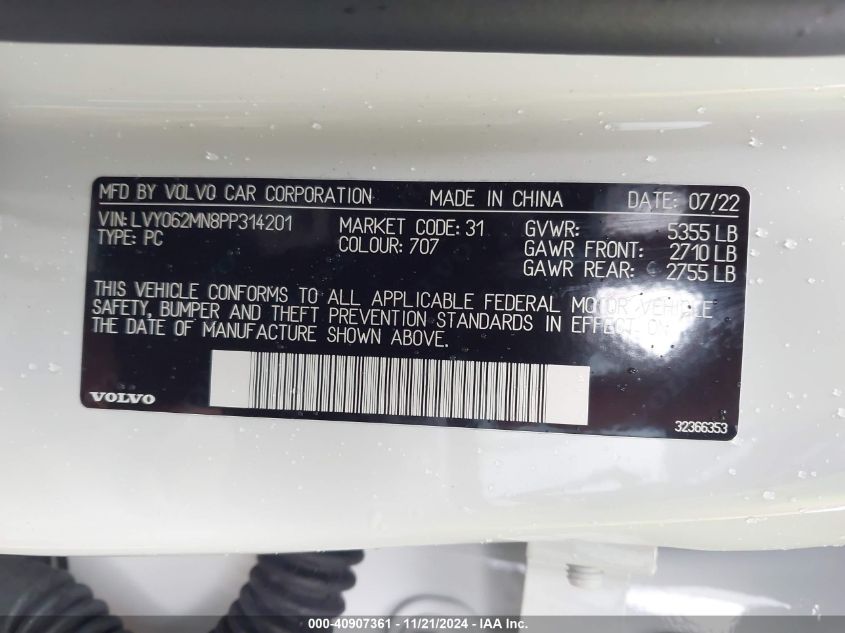 MFD BY VOLVO CAR CORPORATION MADE IN CHINA DATE: 07/22
VIN: LVY062MN8PP314201 MARKET CODE: 31 GVWR: 5355 LB
TYPE: PC COLOUR: 707 GAWR FRONT: 2710 LB
GAWR REAR: 2755 LB
THIS VEHICLE CONFORMS TO ALL APPLICABLE FEDERAL MOTOR VEHICLE
SAFETY, BUMPER AND THEFT PREVENTION STANDARDS IN EFFECT ON
THE DATE OF MANUFACTURE SHOWN ABOVE.
VOLVO
32366353
000-40907361 - 11/21/2024 - IAA Inc.